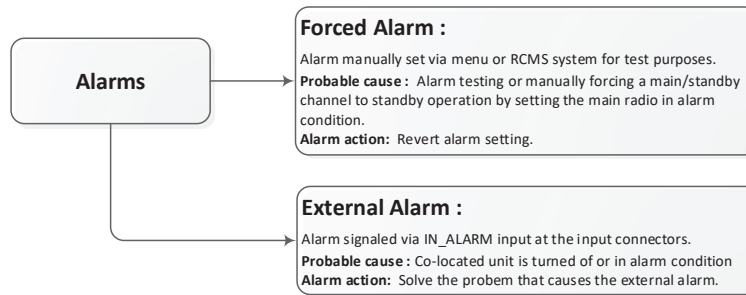 Alarms
Forced Alarm :
Alarm manually set via menu or RCMS system for test purposes.
Probable cause : Alarm testing or manually forcing a main/standby
channel to standby operation by setting the main radio in alarm
condition.
Alarm action: Revert alarm setting.
External Alarm :
Alarm signaled via IN_ALARM input at the input connectors.
Probable cause : Co-located unit is turned of or in alarm condition
Alarm action: Solve the probem that causes the external alarm.